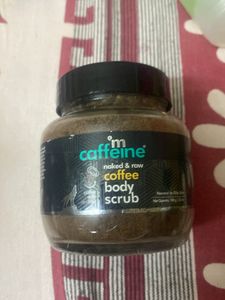 m
caffeine
naked & raw
coffee
body
scrub